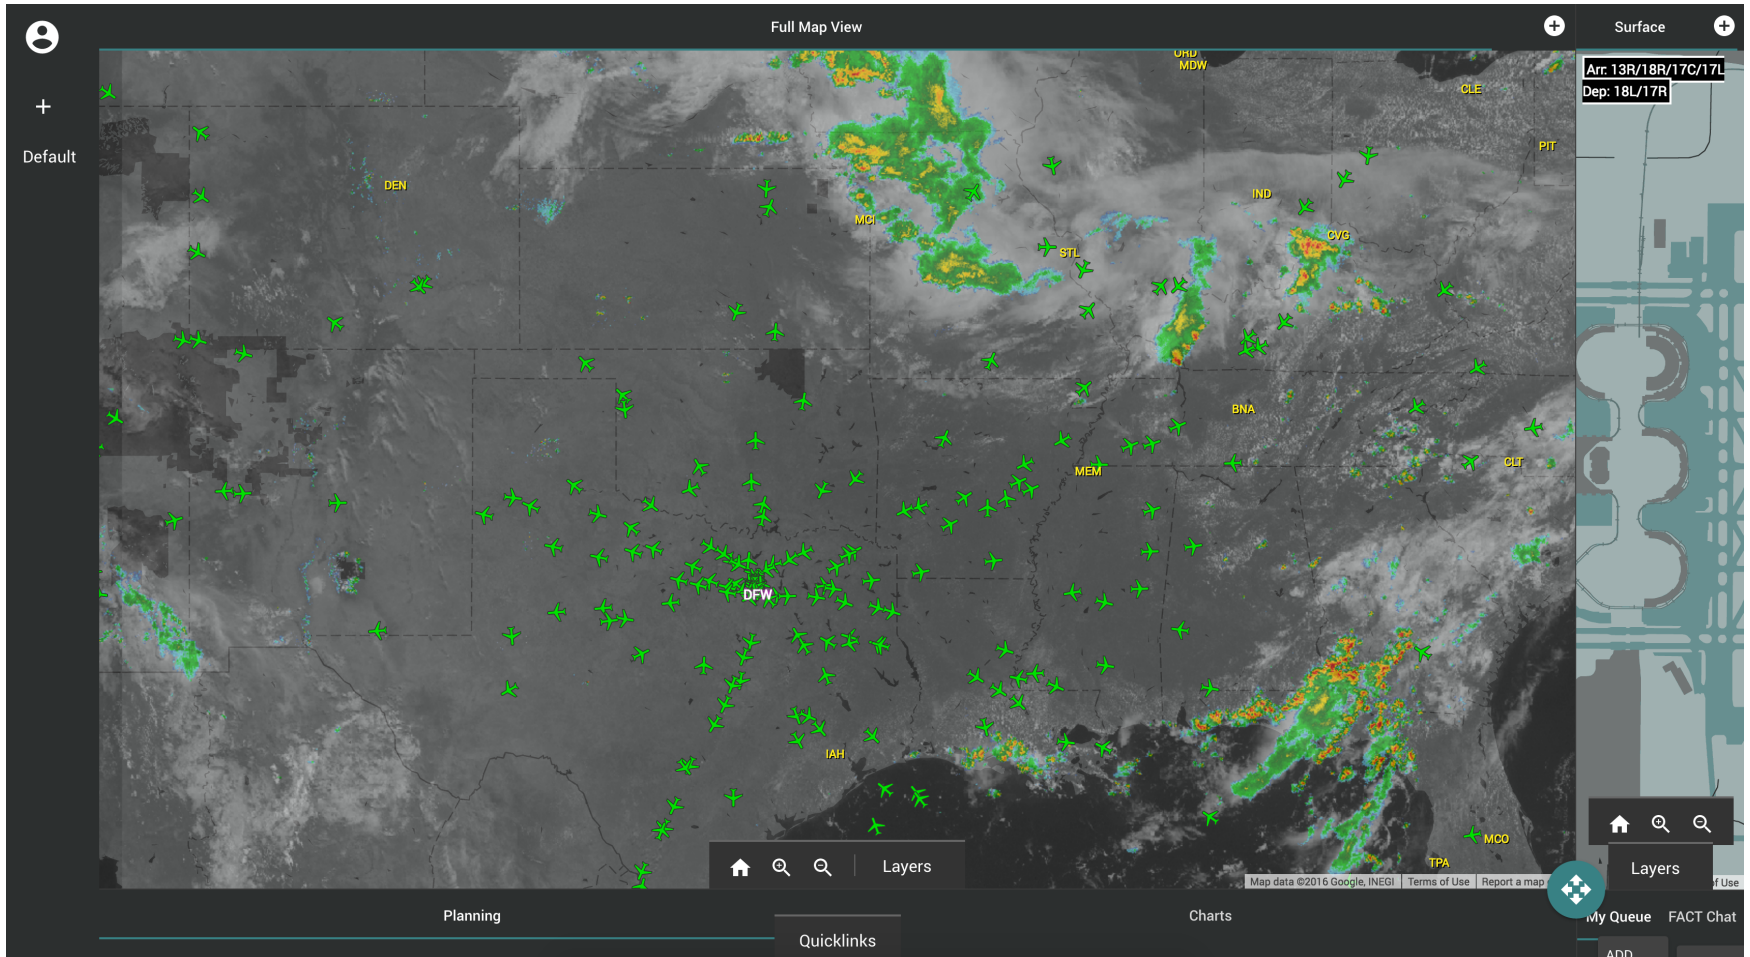 Full Map View
Surface
ORD
MDW
Arr: 13R/18R/17C/17L
Dep: 18L/17R
CLE
PIT
Default
DEN
IND
MCI
CVG
STL
BNA
MEM
CLT
DFW
IAH
MCO
TPA
Layers
Layers
Map data ©2016 Google, INEGI
Terms of Use
Report a map
of Use
Planning
Charts
My Queue
FACT Chat
Quicklinks
ADD